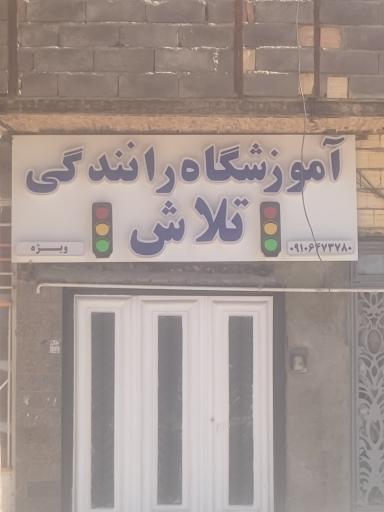 آموزشگاه رانندگی
تلاش
۰۹۱۰۶۴۷۳۷۸۰
ویژه